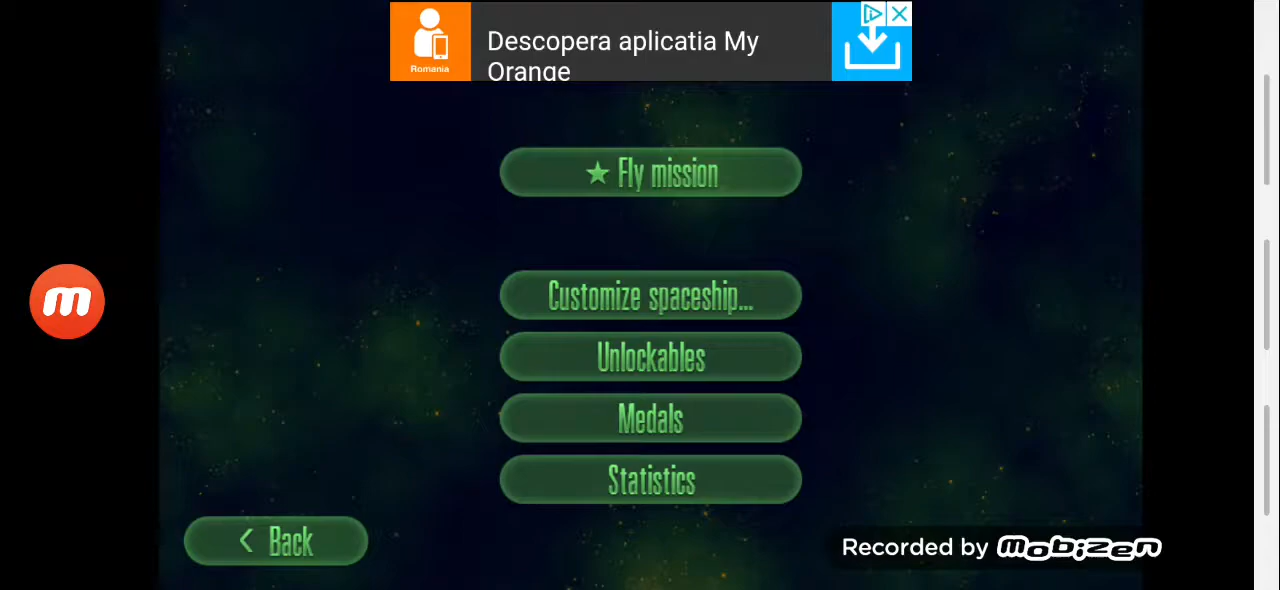 Romania
Descopera aplicatia My
Orange
★ Fly mission
Customize spaceship...
Unlockables
Medals
Statistics
< Back
Recorded by mobizen